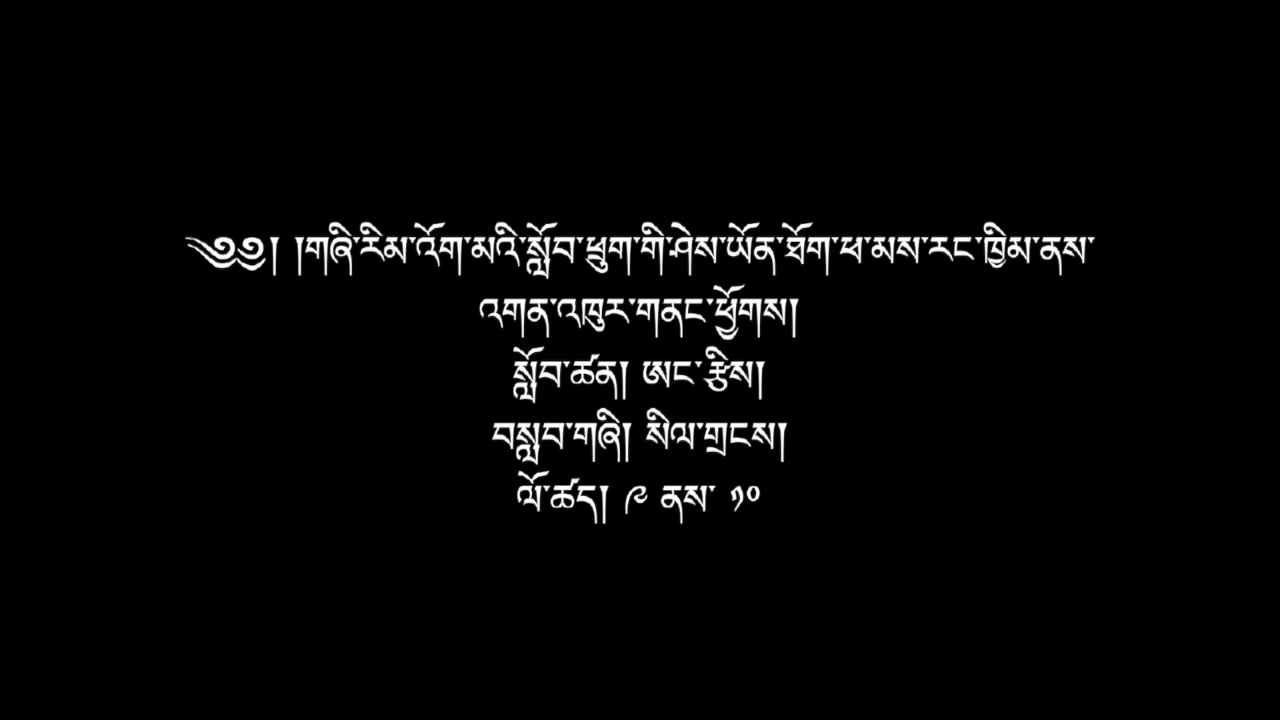 ༄༅། །གཞི་རིམ་འོག་མའི་སློབ་ཕྲུག་གི་ཤེས་ཡོན་ཐོག་ཕ་མས་རང་ཁྱིམ་ནས་
འགན་འཁུར་གནང་ཕྱོགས།
སློབ་ཚན། ཨང་རྩིས།
བསླབ་གཞི། སིལ་གྲངས།
ལོ་ཚད། ༩ ནས་ ༡༠